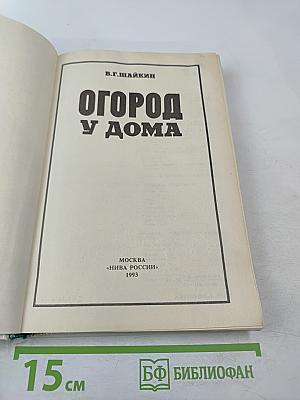 В.Г.ШАЙКИН
ОГОРОД
У ДОМА
МОСКВА
«НИВА РОССИИ»
1993
15 см
БФ БИБЛИОФАН